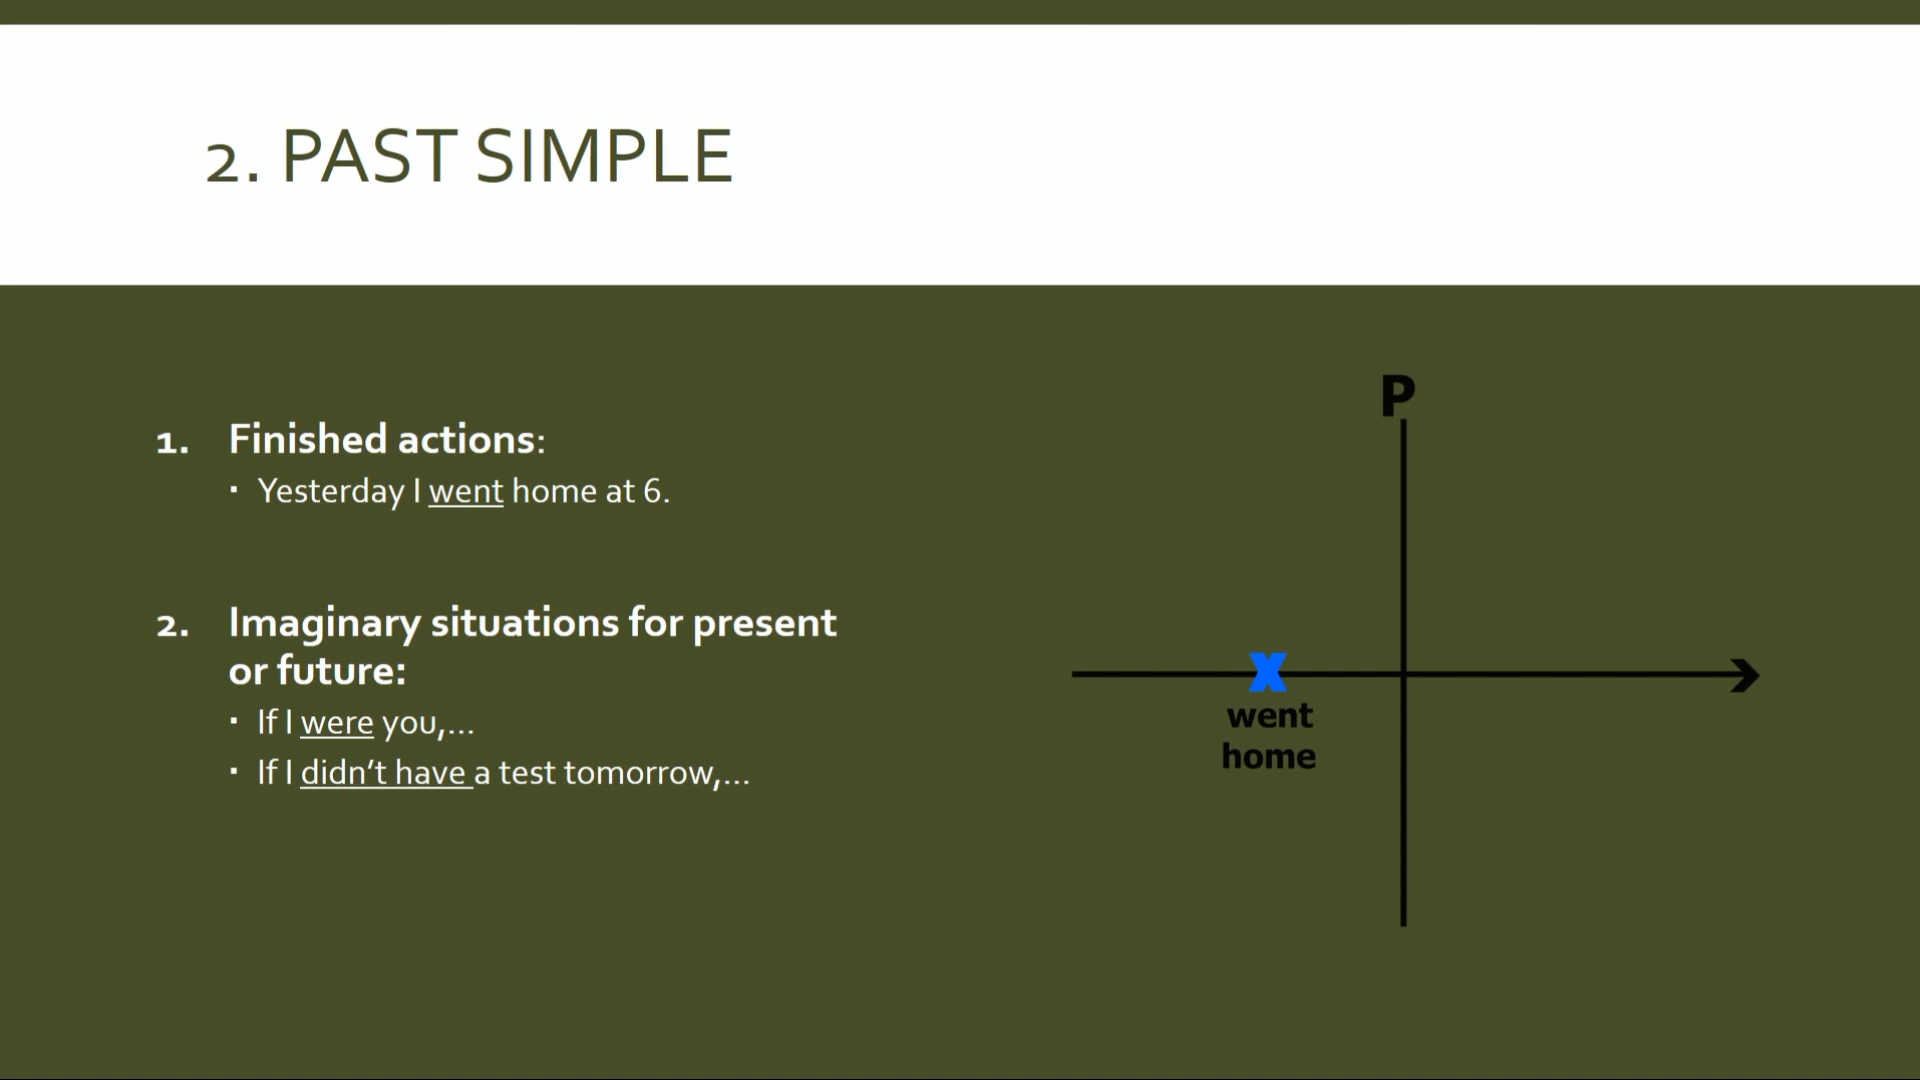 2. PAST SIMPLE
1. Finished actions:
▪ Yesterday I went home at 6.
2. Imaginary situations for present
or future:
▪ If I were you,...
▪ If I didn’t have a test tomorrow,...
P
X
went
home